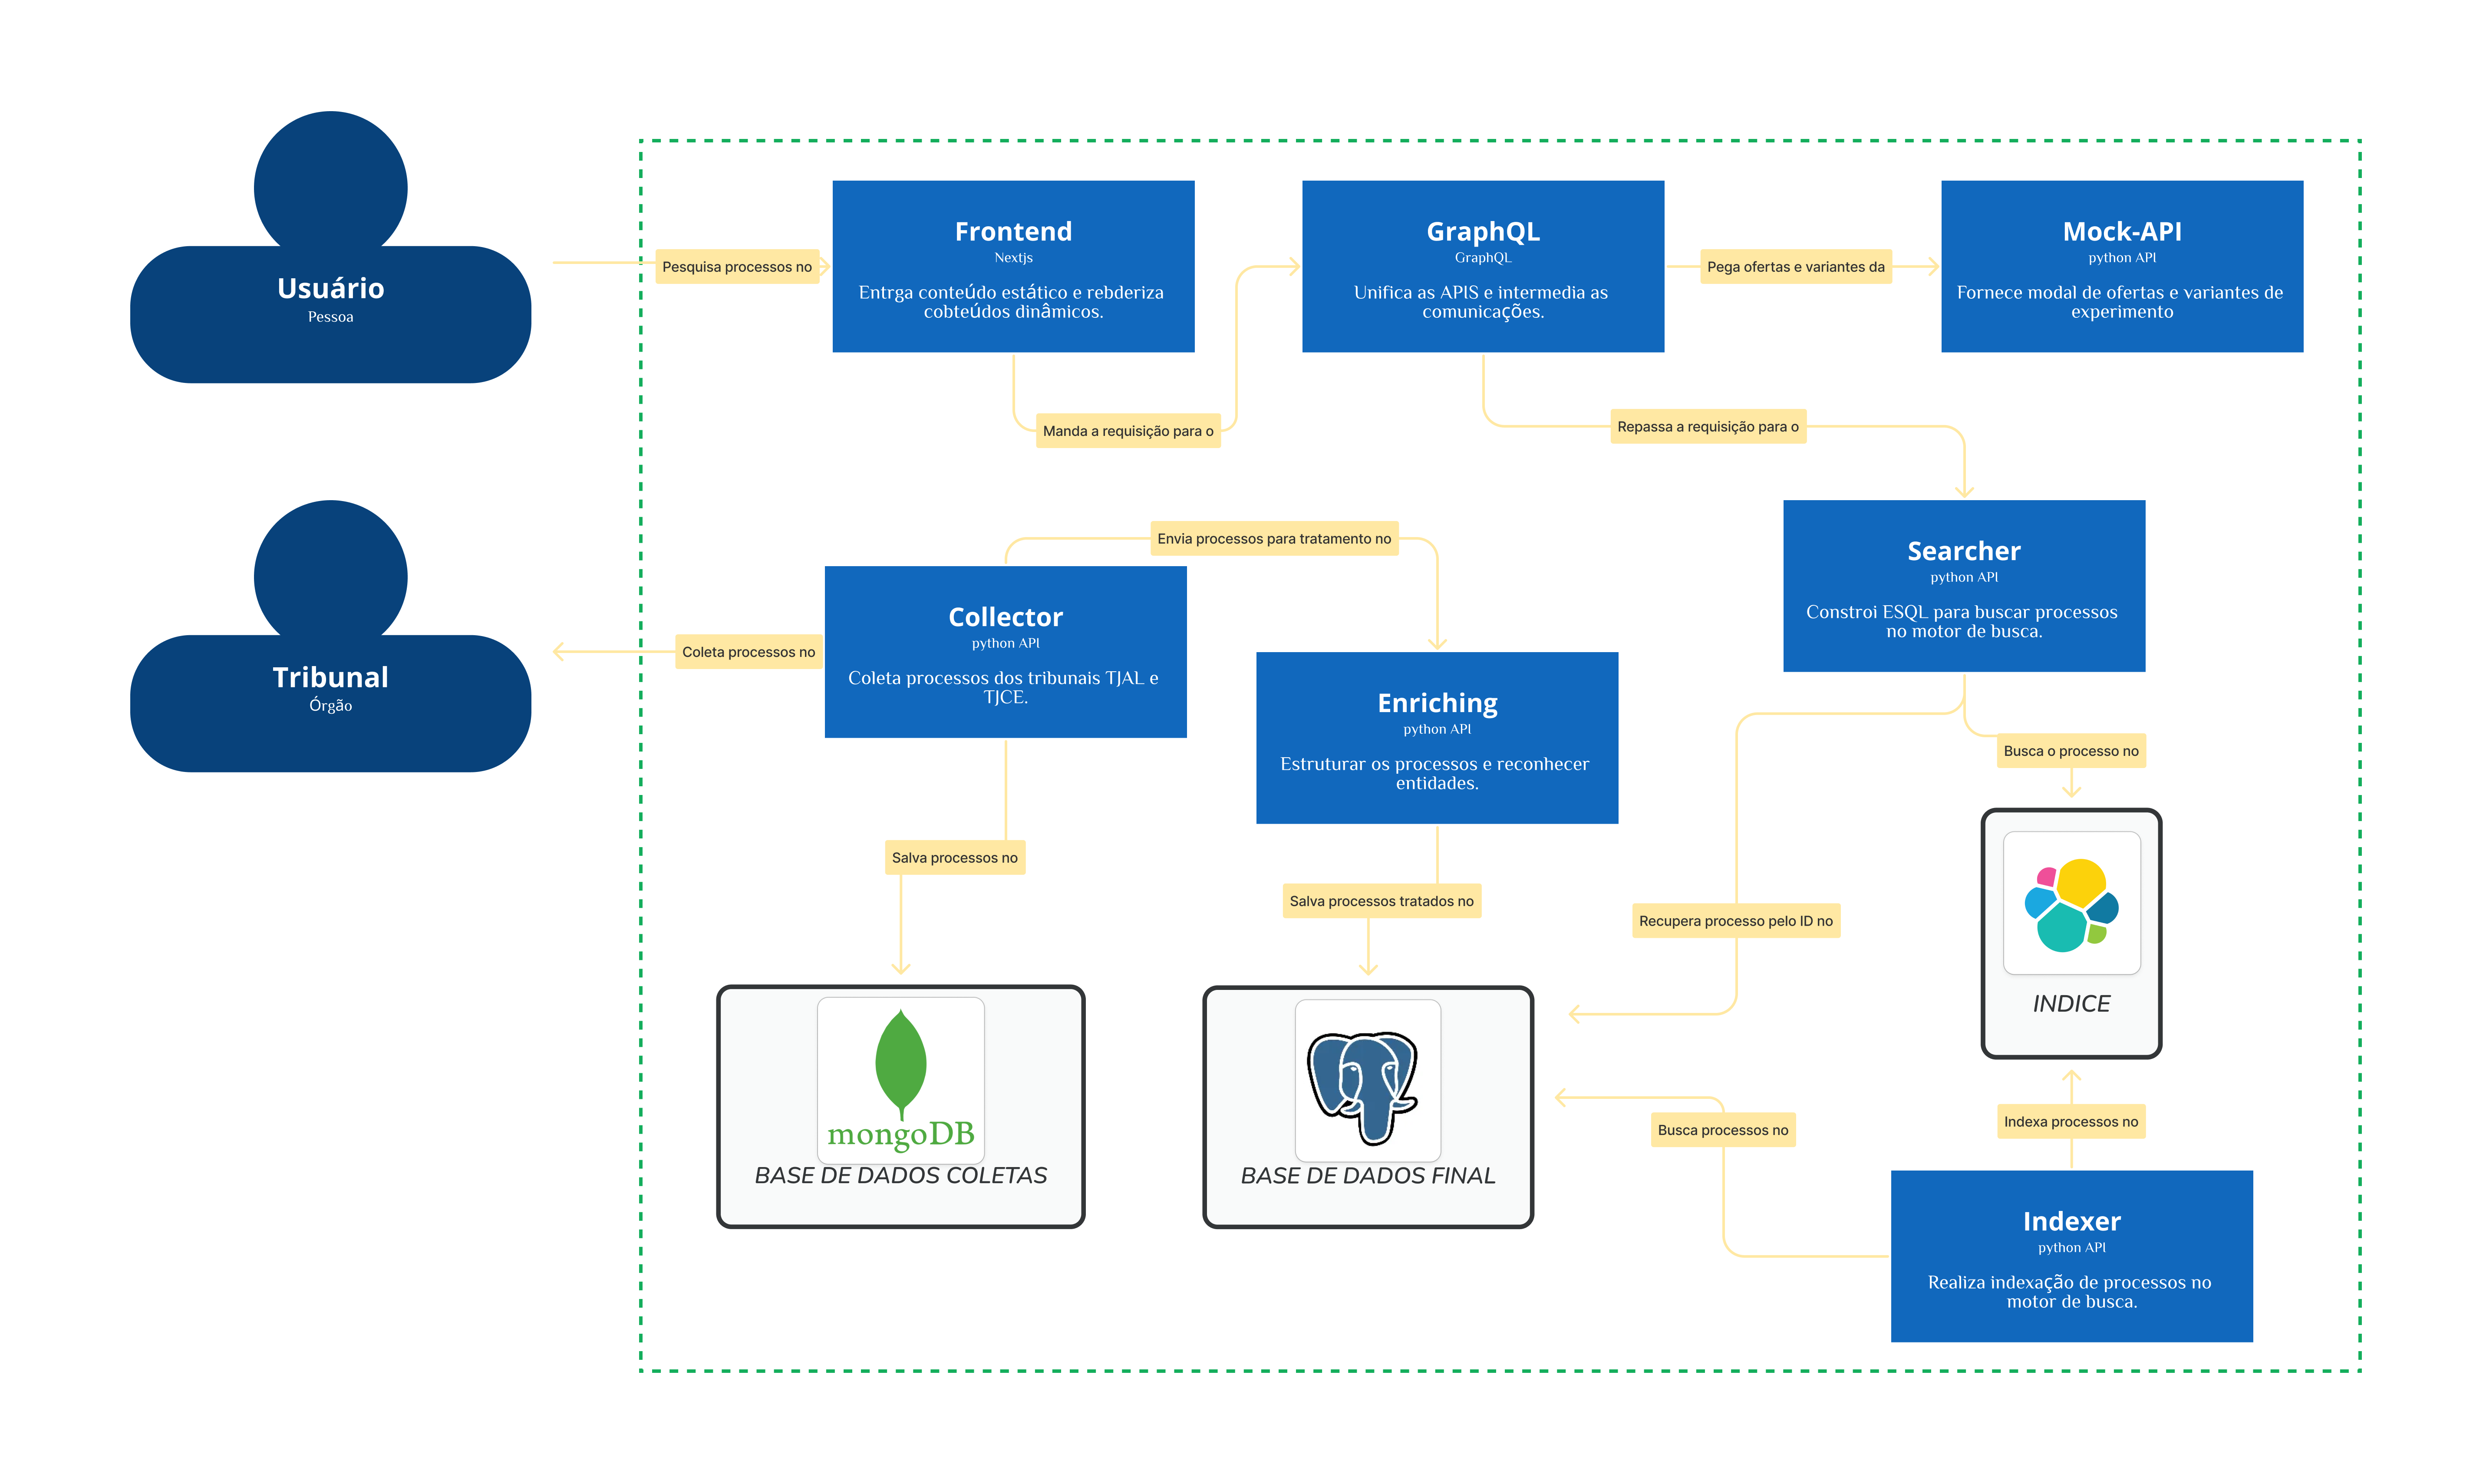 Usuário
Pessoa
Pesquisa processos no
Frontend
Nextjs
Entrga conteúdo estático e rebderiza
cobteúdos dinâmicos.
Manda a requisição para o
GraphQL
GraphQL
Unifica as APIS e intermedia as
comunicações.
Pega ofertas e variantes da
Mock-API
python API
Fornece modal de ofertas e variantes de
experimento
Repassa a requisição para o
Tribunal
Órgão
Coleta processos no
Collector
python API
Coleta processos dos tribunais TJAL e
TJCE.
Envia processos para tratamento no
Enriching
python API
Estruturar os processos e reconhecer
entidades.
Searcher
python API
Constroi ESQL para buscar processos
no motor de busca.
Busca o processo no
Salva processos no
Salva processos tratados no
Recupera processo pelo ID no
INDICE
mongoDB
BASE DE DADOS COLETAS
BASE DE DADOS FINAL
Busca processos no
Indexa processos no
Indexer
python API
Realiza indexação de processos no
motor de busca.